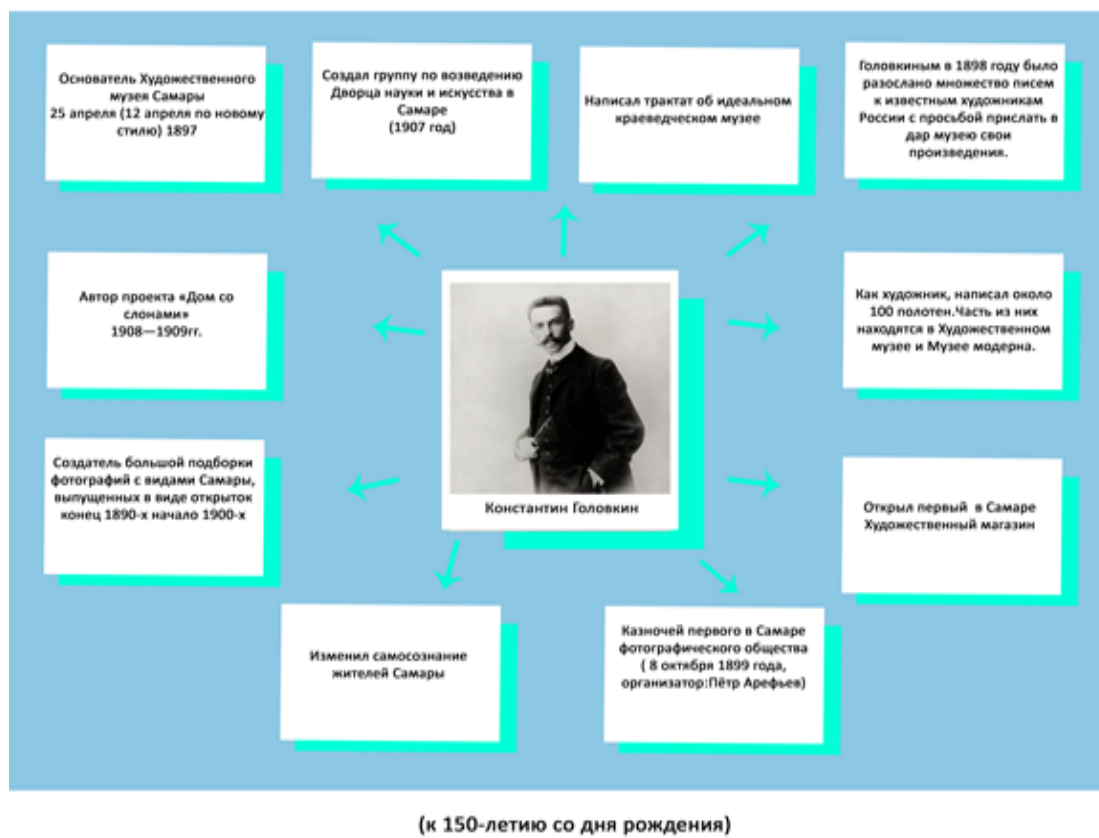 Основатель Художественного
музея Самары
25 апреля (12 апреля по новому
стилю) 1897
Создал группу по возведению
Дворца науки и искусства в
Самаре
(1907 год)
Написал трактат об идеальном
краеведческом музее
Головкиным в 1898 году было
разослано множество писем
к известным художникам
России с просьбой прислать в
дар музею свои
произведения.
Автор проекта «Дом со
слонами»
1908—1909гг.
Как художник, написал около
100 полотен.Часть из них
находятся в Художественном
музее и Музее модерна.
Создатель большой подборки
фотографий с видами Самары,
выпущенных в виде открыток
конец 1890-х начало 1900-х
Константин Головкин
Открыл первый в Самаре
Художественный магазин
Изменил самосознание
жителей Самары
Казночей первого в Самаре
фотографического общества
( 8 октября 1899 года,
организатор:Пётр Арефьев)
(к 150-летию со дня рождения)